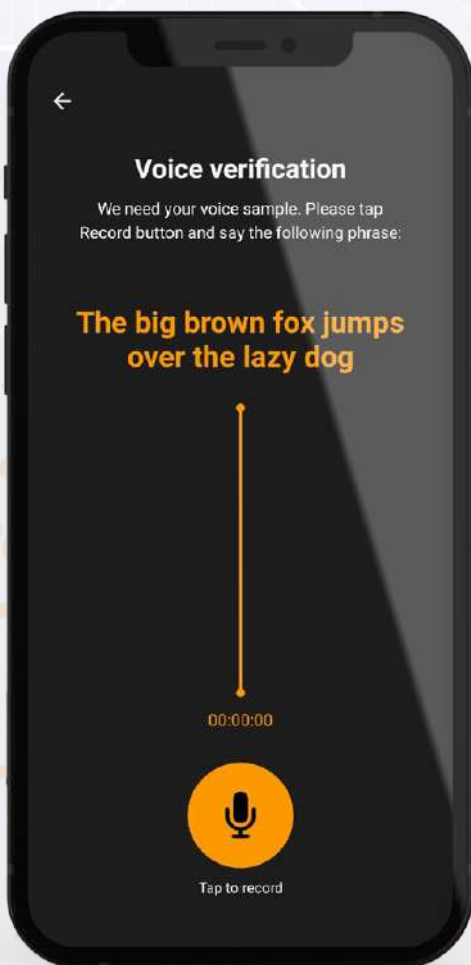 Voice verification
We need your voice sample. Please tap
Record button and say the following phrase:
The big brown fox jumps
over the lazy dog
00:00:00
Tap to record